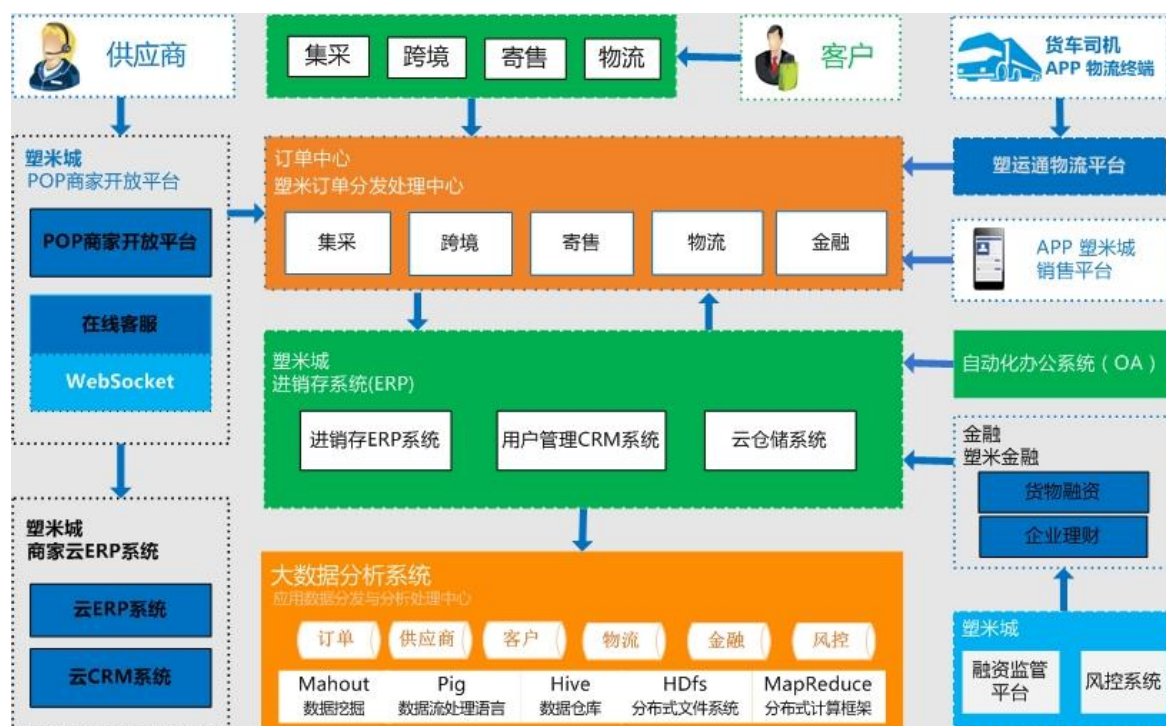 供应商
集采
跨境
寄售
物流
客户
货车司机
APP 物流终端
塑米城
POP商家开放平台
POP商家开放平台
在线客服
WebSocket
订单中心
塑米订单分发处理中心
集采
跨境
寄售
物流
金融
塑运通物流平台
APP 塑米城
销售平台
塑米城
进销存系统(ERP)
进销存ERP系统
用户管理CRM系统
云仓储系统
自动化办公系统（OA）
金融
塑米金融
货物融资
企业理财
塑米城
商家云ERP系统
云ERP系统
云CRM系统
大数据分析系统
应用数据分发与分析处理中心
订单
供应商
客户
物流
金融
风控
Mahout
数据挖掘
Pig
数据流处理语言
Hive
数据仓库
HDfs
分布式文件系统
MapReduce
分布式计算框架
塑米城
融资监管
平台
风控系统